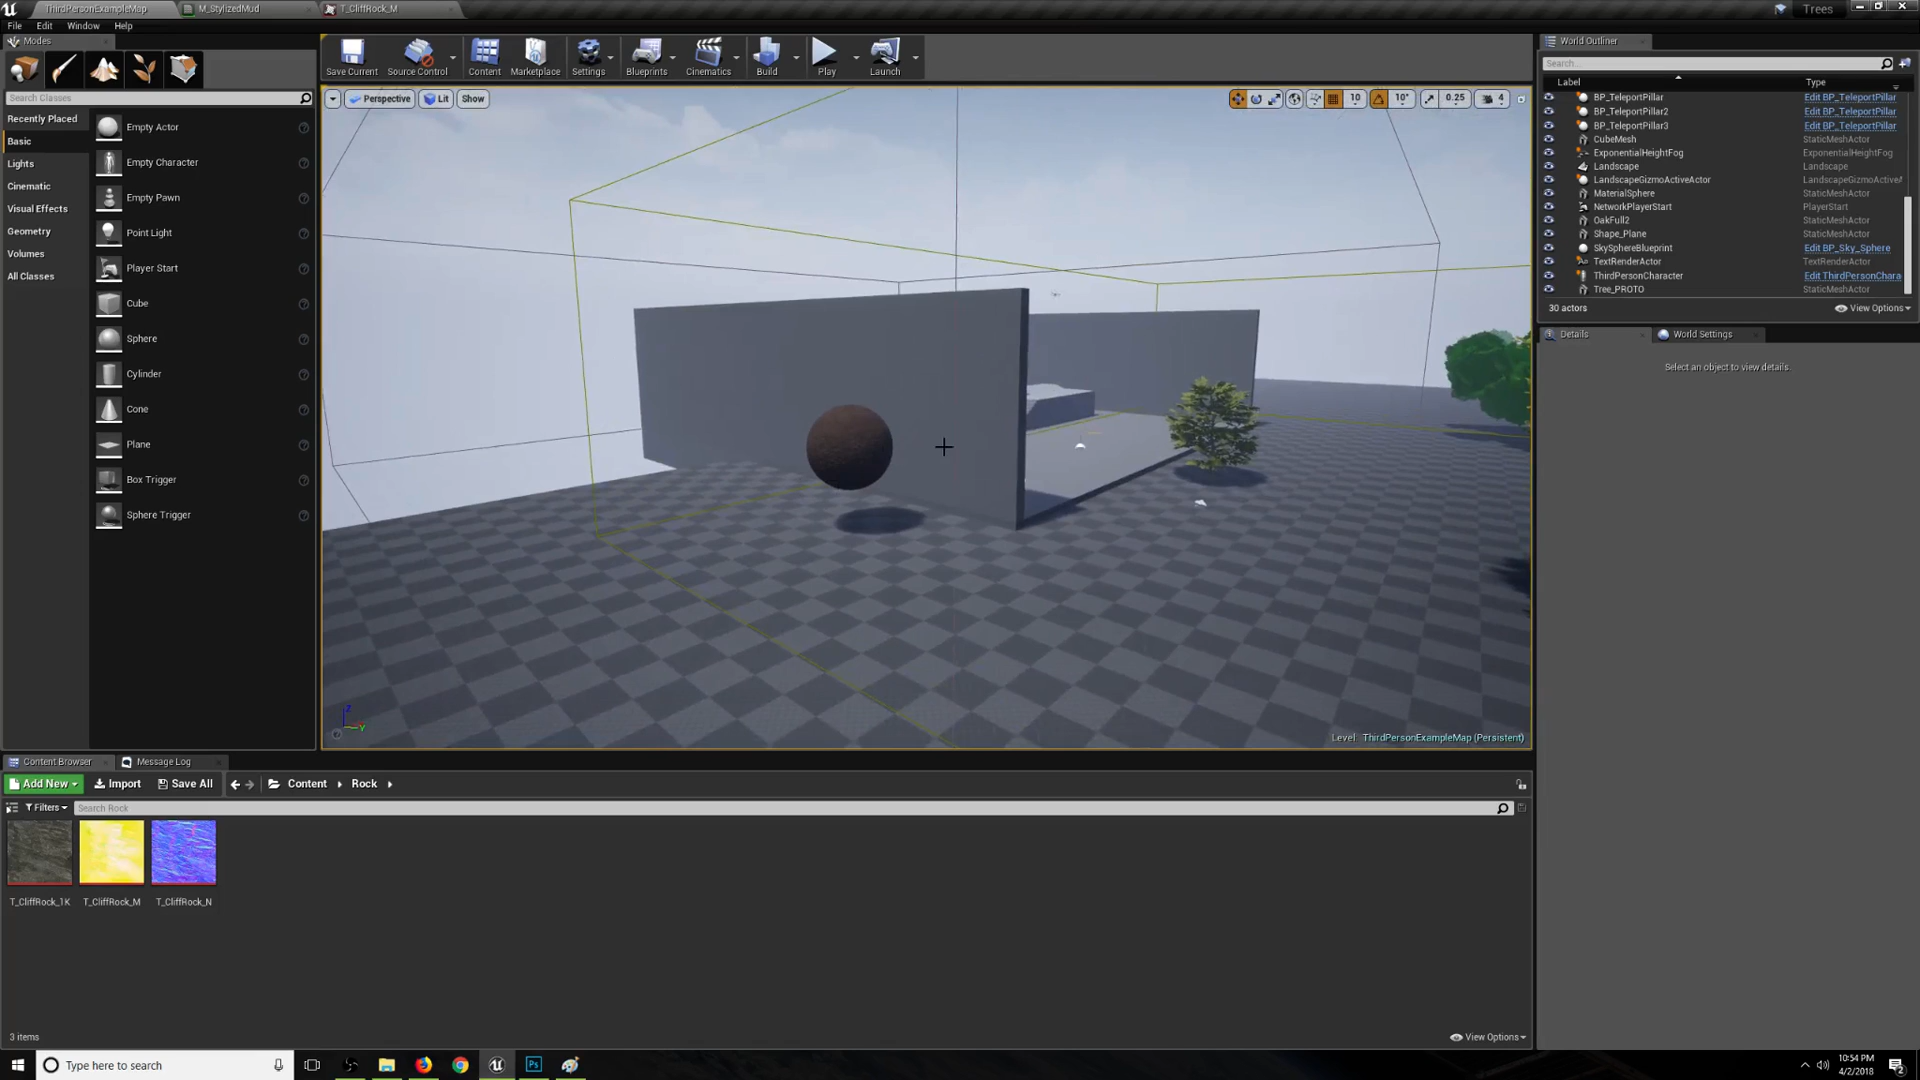 ThirdPersonExampleMap
M_StylizedMud
T_CliffRock_M
Trees
File Edit Window Help
Modes
Save Current
Source Control
Content
Marketplace
Settings
Blueprints
Cinematics
Build
Play
Launch
World Outliner
Search Classes
Search...
Perspective
Lit
Show
10
10°
0.25
4
Label
Type
Recently Placed
Basic
Lights
Cinematic
Visual Effects
Geometry
Volumes
All Classes
Empty Actor
Empty Character
Empty Pawn
Point Light
Player Start
Cube
Sphere
Cylinder
Cone
Plane
Box Trigger
Sphere Trigger
BP_TeleportPillar Edit BP_TeleportPillar
BP_TeleportPillar2 Edit BP_TeleportPillar
BP_TeleportPillar3 Edit BP_TeleportPillar
CubeMesh StaticMeshActor
ExponentialHeightFog ExponentialHeightFog
Landscape Landscape
LandscapeGizmoActiveActor LandscapeGizmoActiveA
MaterialSphere StaticMeshActor
NetworkPlayerStart PlayerStart
OakFull2 StaticMeshActor
Shape_Plane StaticMeshActor
SkySphereBlueprint Edit BP_Sky_Sphere
TextRenderActor TextRenderActor
ThirdPersonCharacter Edit ThirdPersonChara
Tree_PROTO StaticMeshActor
30 actors View Options
Details World Settings
Select an object to view details.
Z
Y
Level: ThirdPersonExampleMap (Persistent)
Content Browser Message Log
Add New Import Save All Content Rock
Filters Search Rock
T_CliffRock_1K T_CliffRock_M T_CliffRock_N
3 items View Options
Type here to search
Ps
10:54 PM
4/2/2018
2